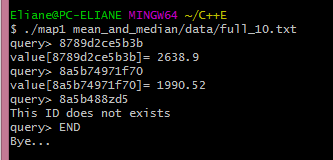 Eliane@PC-ELIANE MINGW64 ~/C++E
$ ./map1 mean_and_median/data/full_10.txt
query> 8789d2ce5b3b
value[8789d2ce5b3b]= 2638.9
query> 8a5b74971f70
value[8a5b74971f70]= 1990.52
query> 8a5b488zd5
This ID does not exists
query> END
Bye...